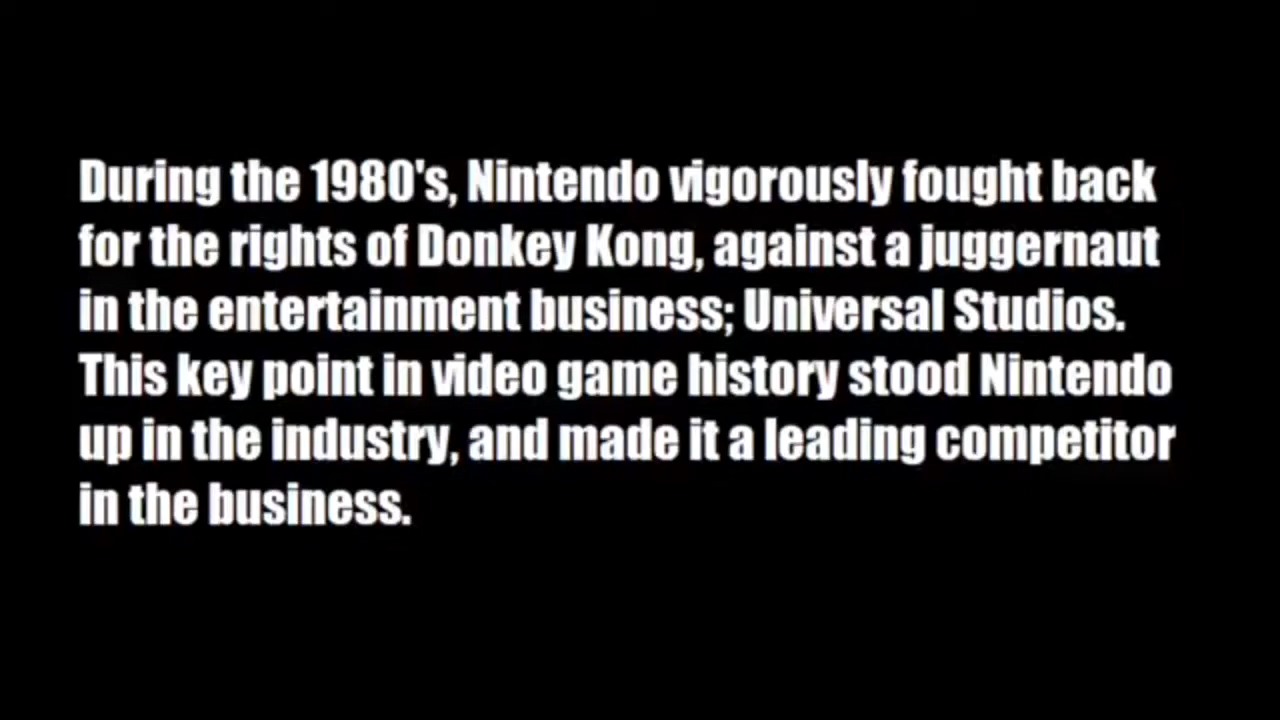 During the 1980's, Nintendo vigorously fought back
for the rights of Donkey Kong, against a juggernaut
in the entertainment business; Universal Studios.
This key point in video game history stood Nintendo
up in the industry, and made it a leading competitor
in the business.